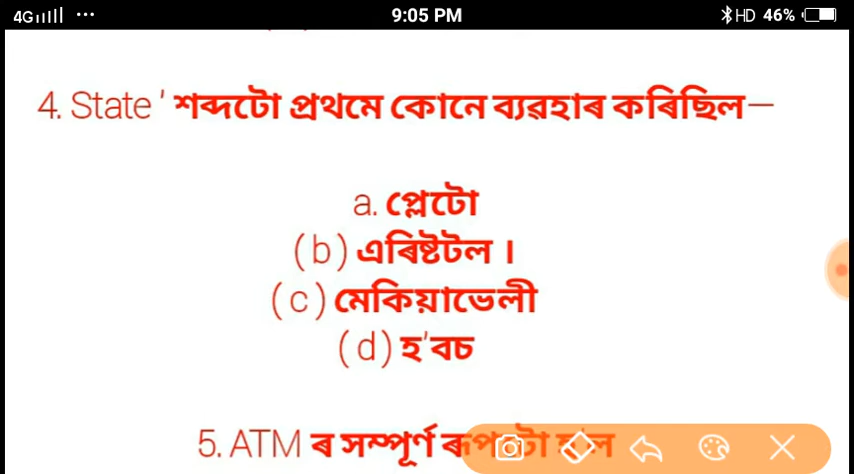 4G ...
9:05 PM
HD 46%
4. State ' শব্দটো প্ৰথমে কোনে ব্যৱহাৰ কৰিছিল—
a. প্লেটো
(b) এৰিষ্টটল ।
(c) মেকিয়াভেলী
(d) হ'বচ
5. ATM ৰ সম্পূৰ্ণ